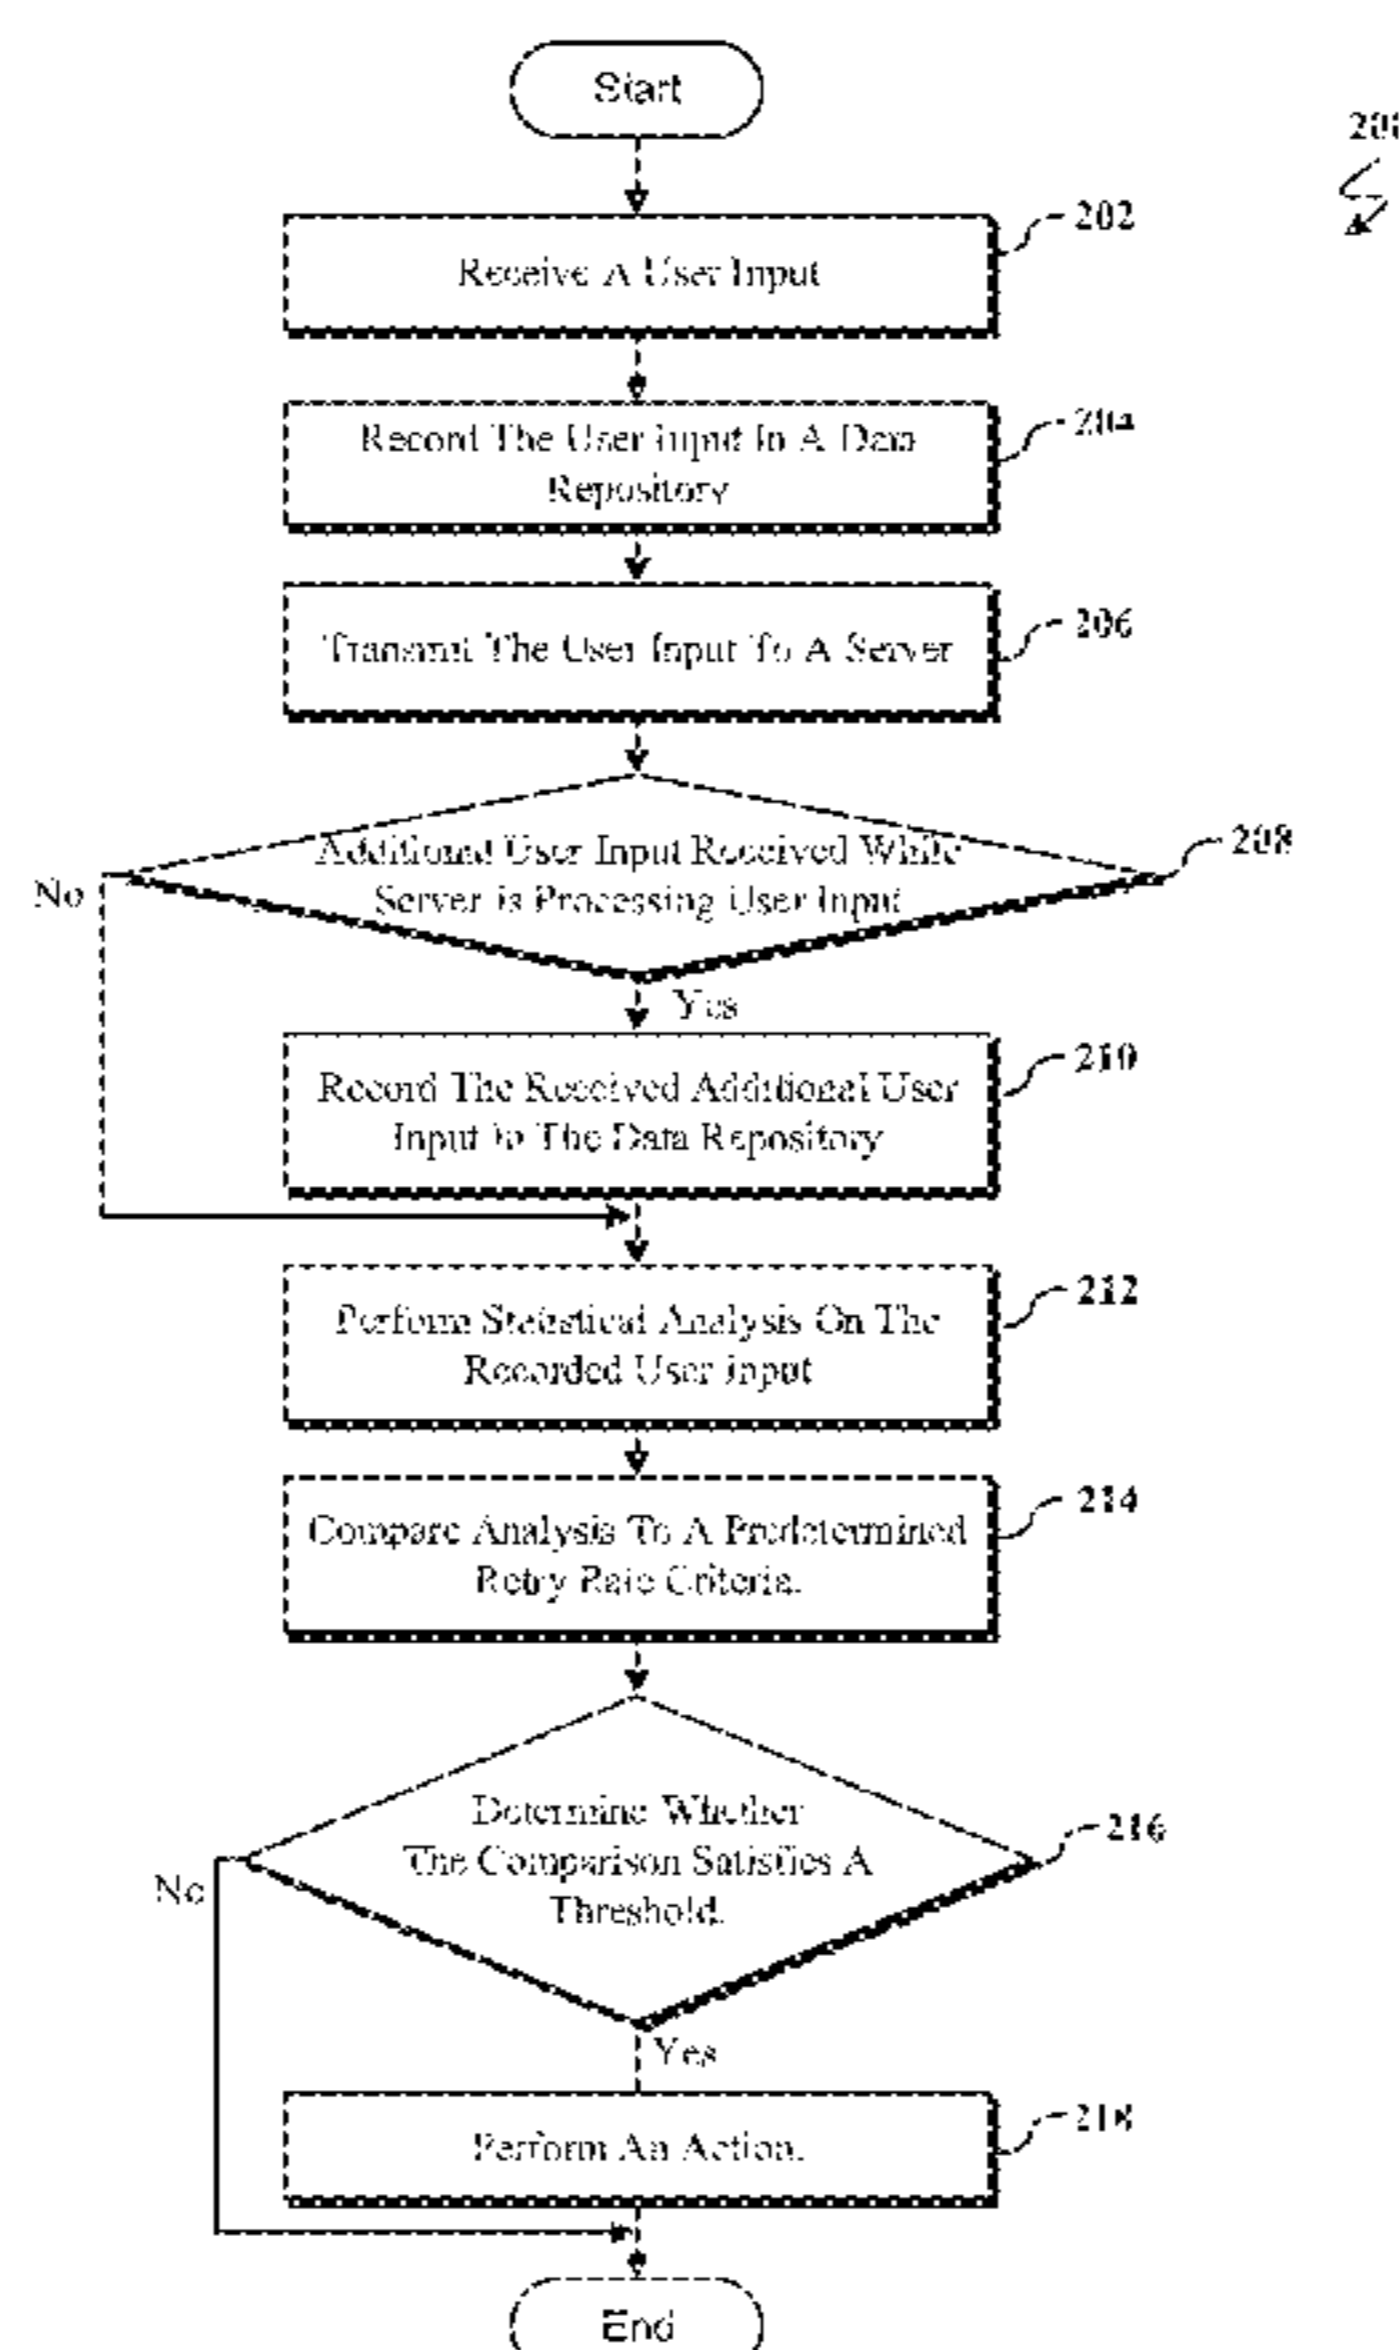 Start
200
202
Receive A User Input
204
Record The User Input In A Data
Repository
206
Transmit The User Input To A Server
208
Additional User Input Received While
Server is Processing User Input
No
Yes
210
Record The Received Additional User
Input In The Data Repository
212
Perform Statistical Analysis On The
Recorded User input
214
Compare Analysis To A Predetermined
Retry Rate Criteria.
216
Determine Whether
The Comparison Satisfies A
Threshold.
No
Yes
218
Perform An Action.
End